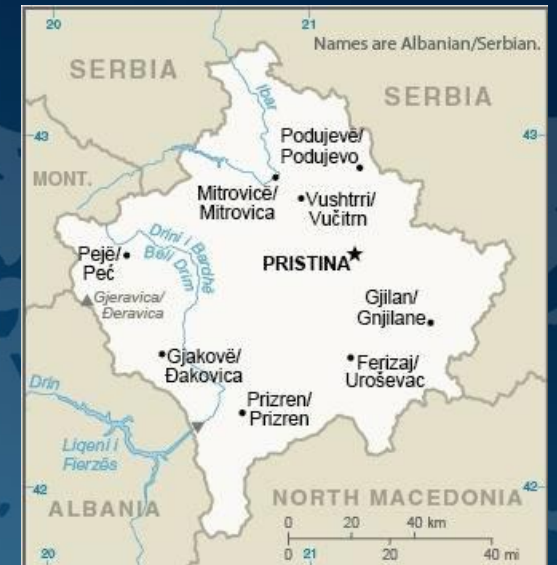 20
21
Names are Albanian/Serbian.
SERBIA
SERBIA
Ibar
43
43
Podujevë/
Podujevo
MONT.
Mitrovicë/
Mitrovica
Vushtrri/
Vučitrn
Pejë/
Peć
Drini i Bardhë
Beli Drim
PRISTINA
Gjeravica/
Đeravica
Gjilan/
Gnjilane
Gjakovë/
Đakovica
Ferizaj/
Uroševac
Drin
Prizren/
Prizren
Liqeni i
Fierzës
42
42
ALBANIA
NORTH MACEDONIA
0 20 40 km
0 20 40 mi
20
21